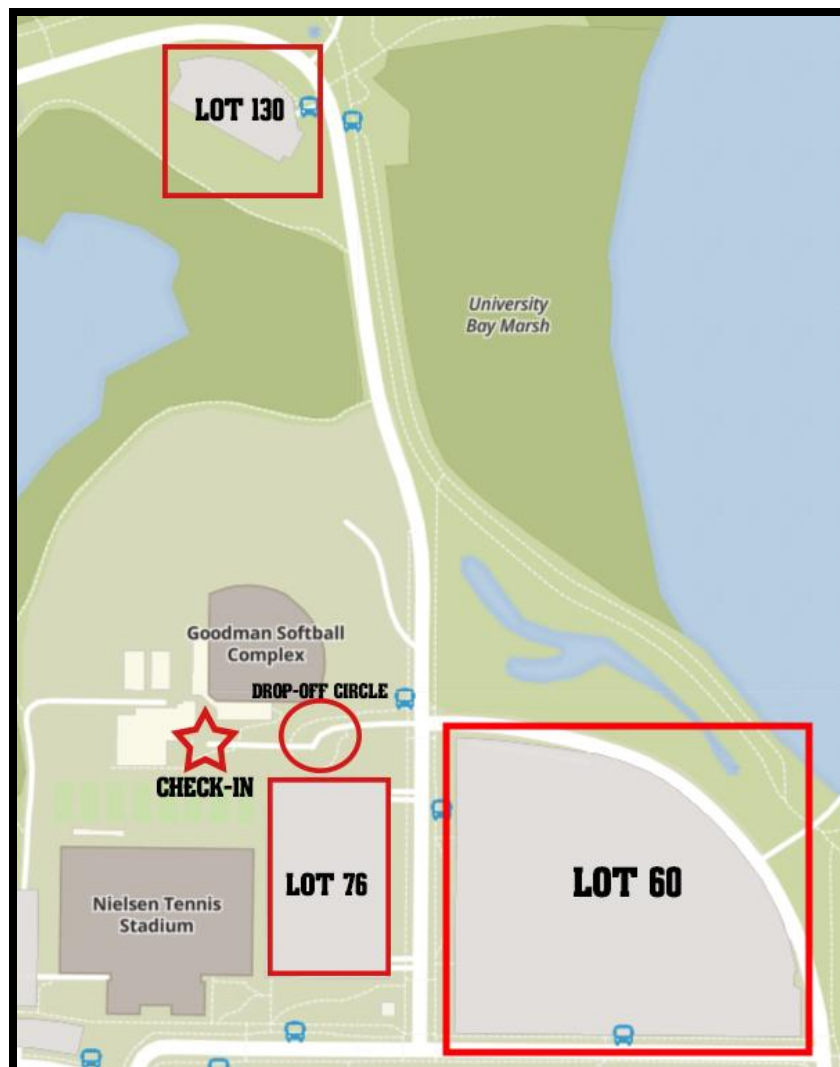 LOT 130
University
Bay Marsh
Goodman Softball
Complex
DROP-OFF CIRCLE
CHECK-IN
LOT 76
LOT 60
Nielsen Tennis
Stadium